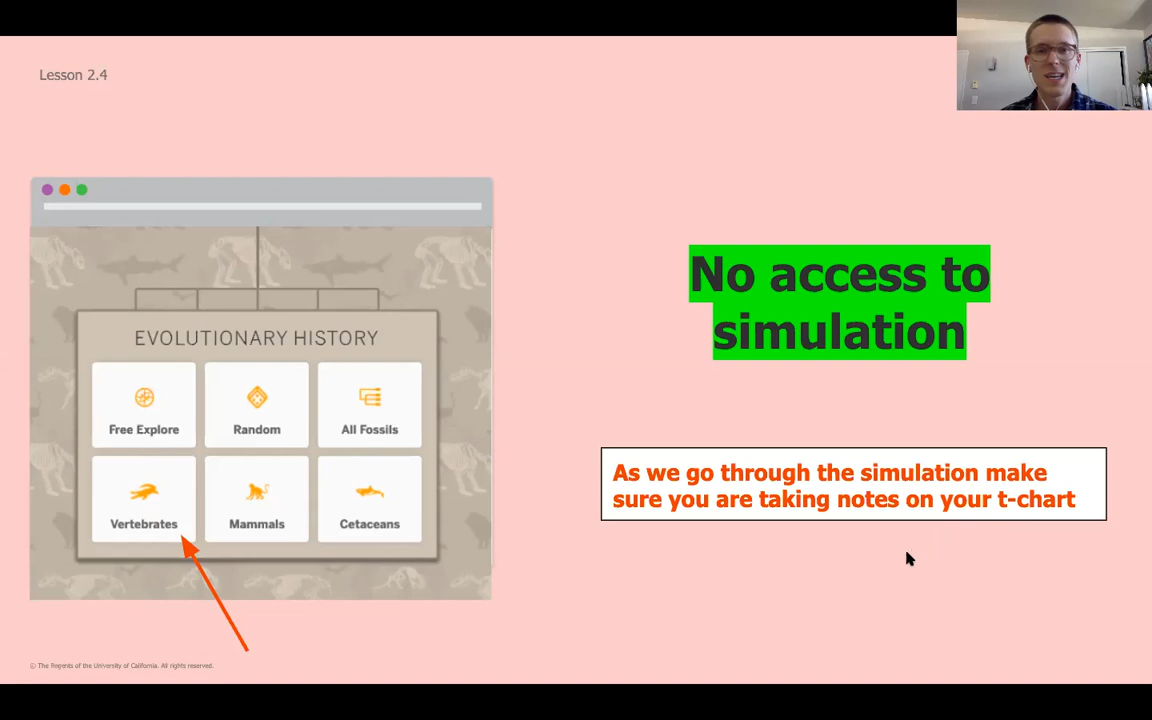 Lesson 2.4
EVOLUTIONARY HISTORY
Free Explore
Random
All Fossils
Vertebrates
Mammals
Cetaceans
No access to
simulation
As we go through the simulation make
sure you are taking notes on your t-chart
© The Regents of the University of California. All rights reserved.